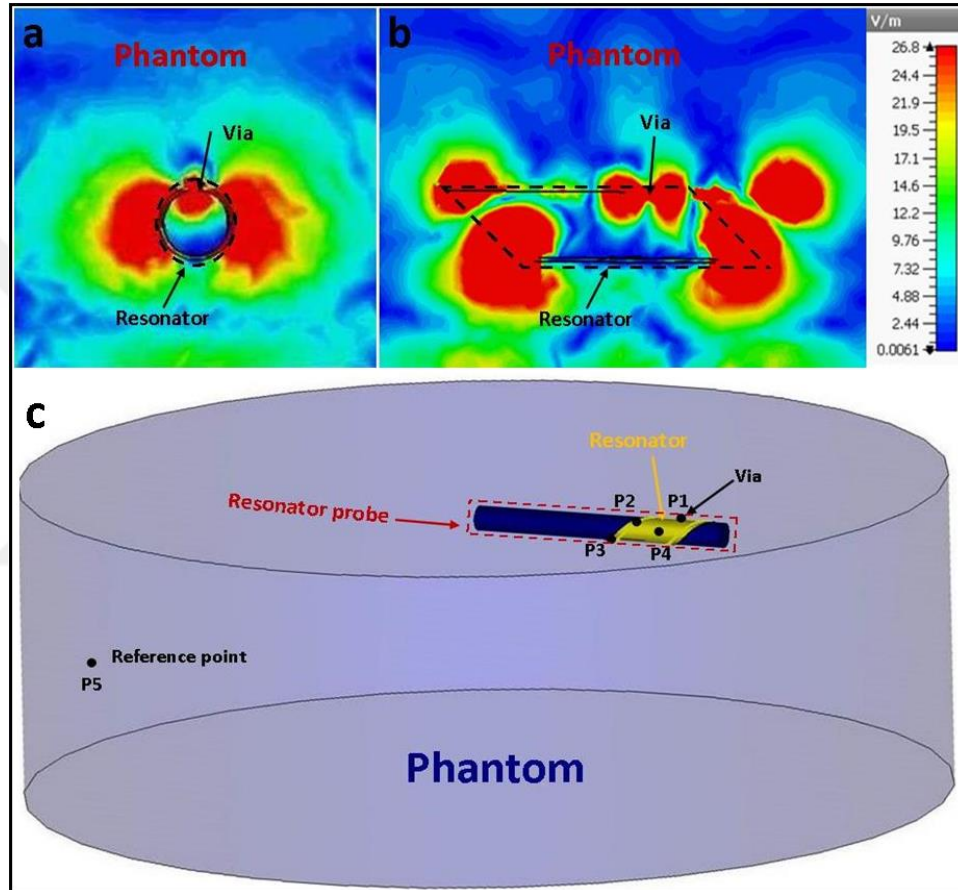 a
Phantom
Via
Resonator
b
Phantom
Via
Resonator
V/m
26.8
24.4
21.9
19.5
17.1
14.6
12.2
9.76
7.32
4.88
2.44
0.0061
c
Resonator
Via
Resonator probe
P2
P1
P3
P4
Reference point
P5
Phantom